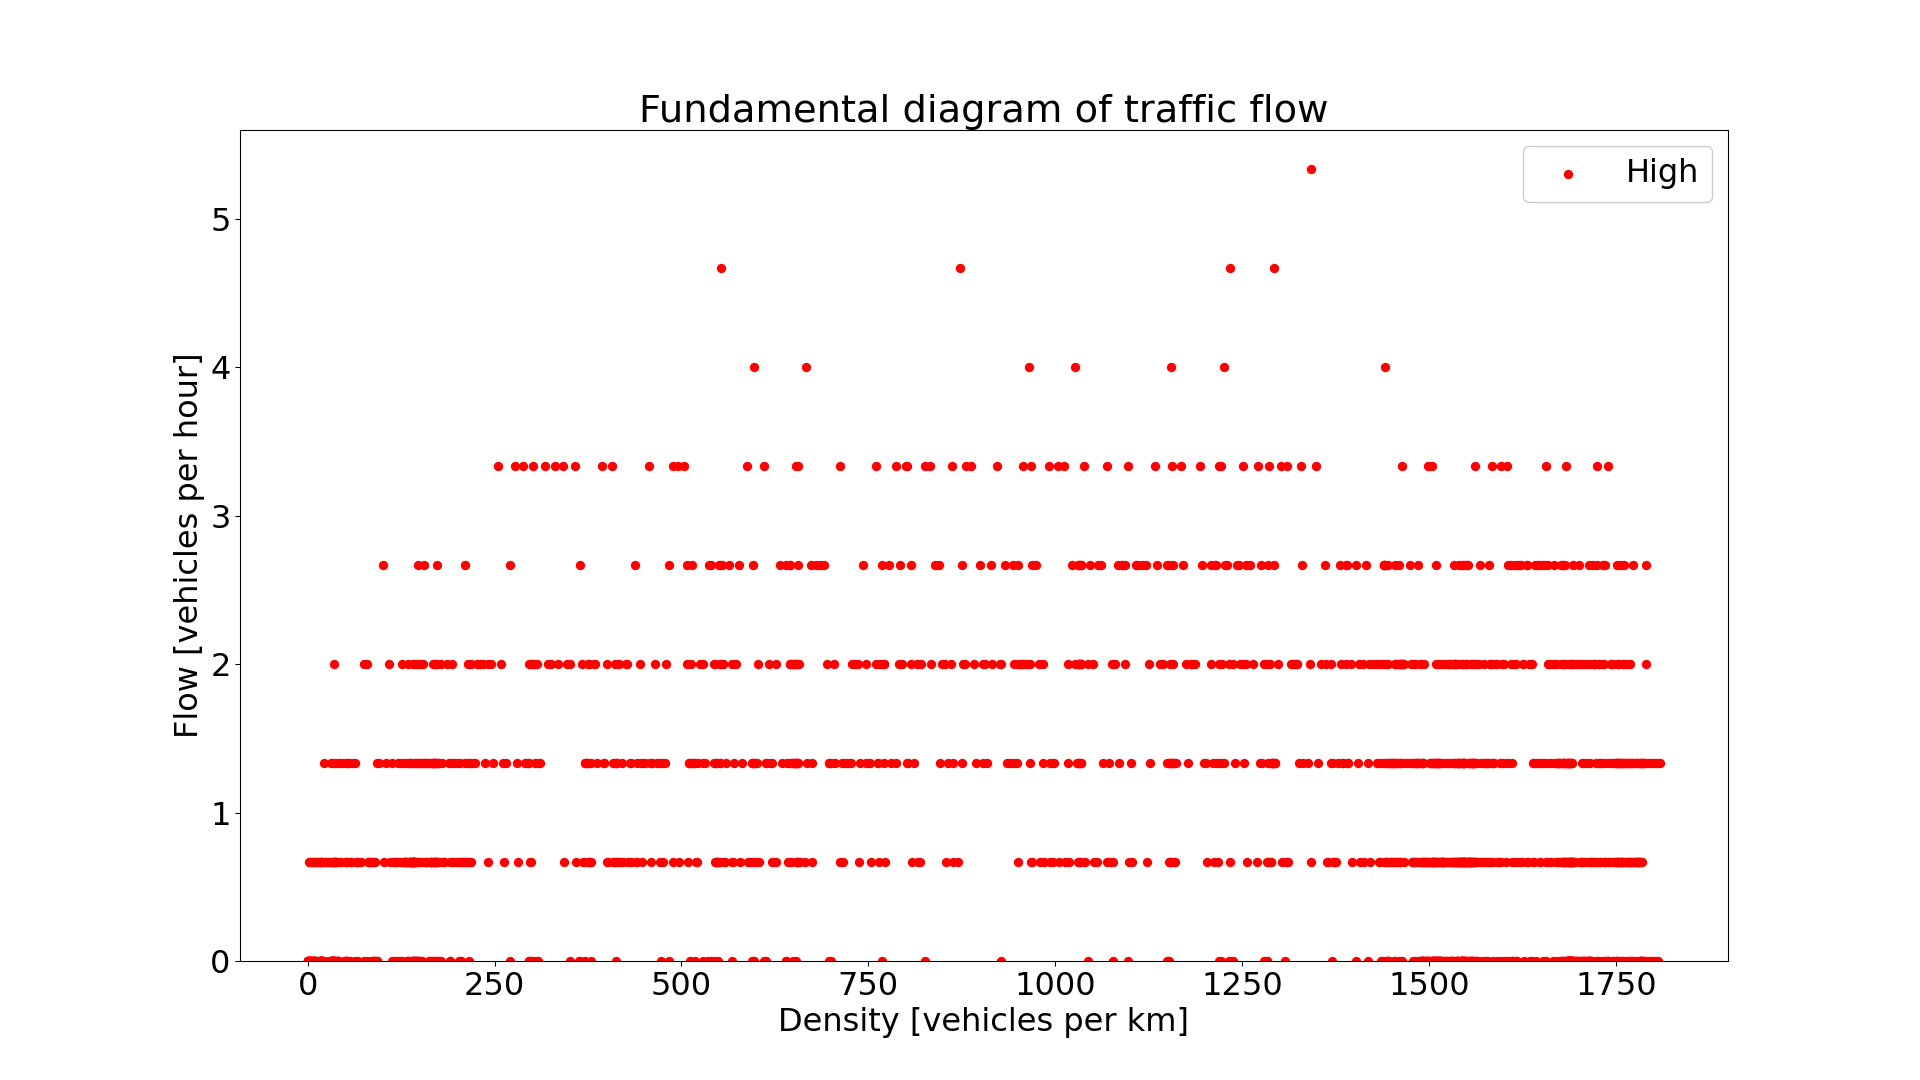 Fundamental diagram of traffic flow
High
Flow [vehicles per hour]
5
4
3
2
1
0
0 250 500 750 1000 1250 1500 1750
Density [vehicles per km]